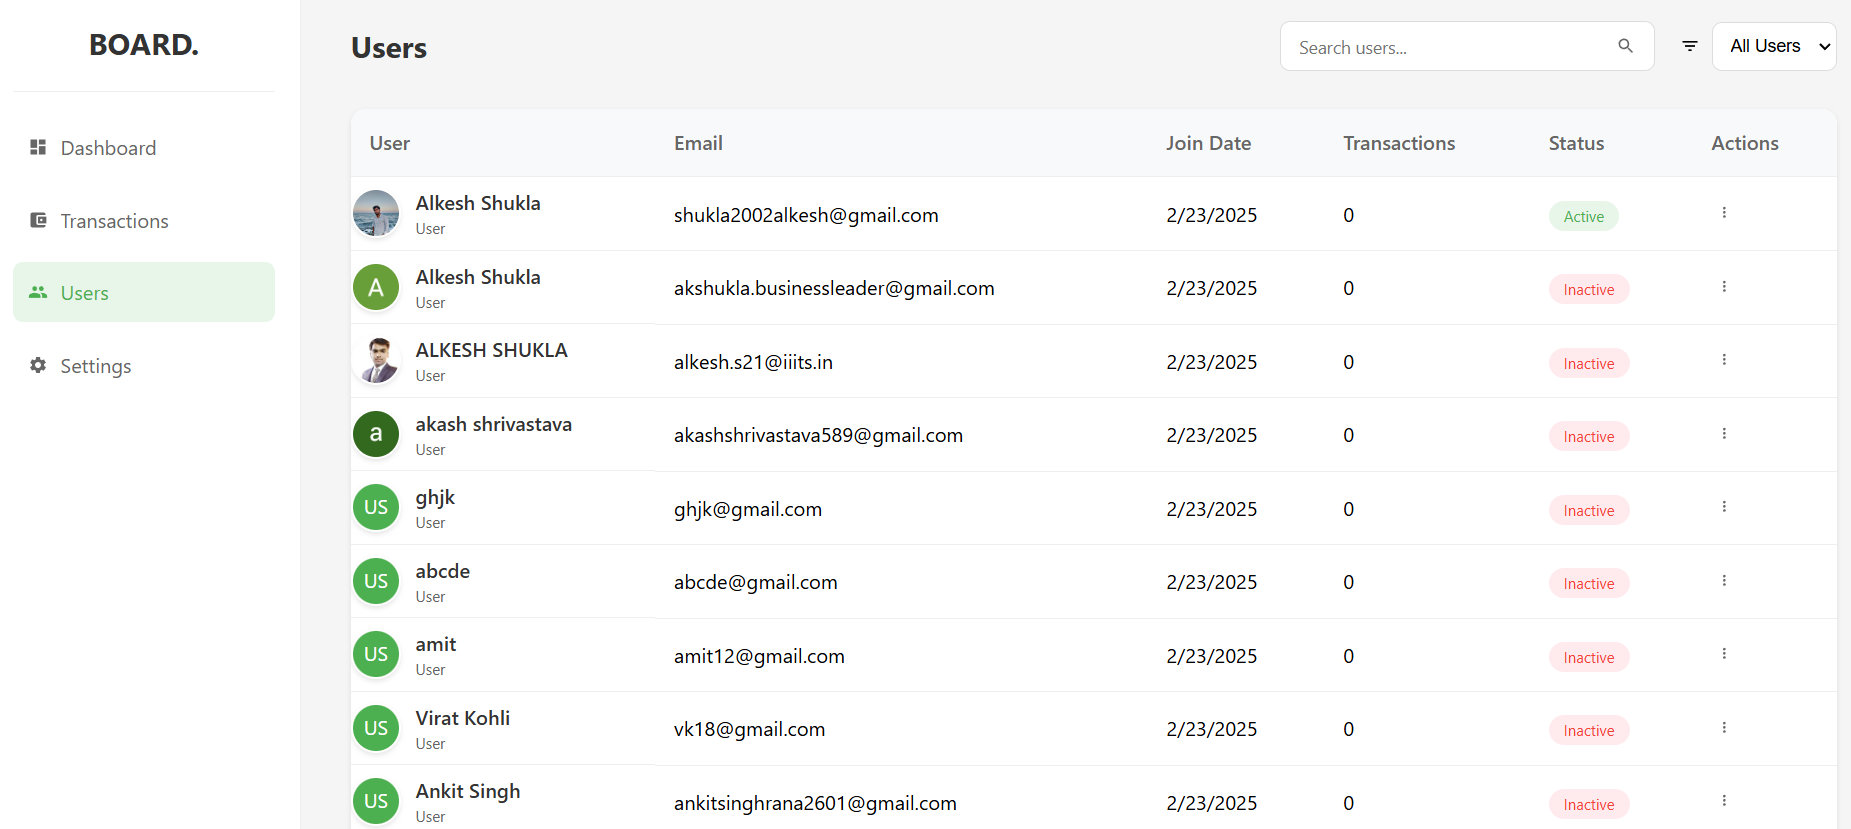 BOARD.
Dashboard
Transactions
Users
Settings
Users
Search users...
All Users
User Email Join Date Transactions Status Actions
Alkesh Shukla
User
shukla2002alkesh@gmail.com 2/23/2025 0 Active
A
Alkesh Shukla
User
akshukla.businessleader@gmail.com 2/23/2025 0 Inactive
ALKESH SHUKLA
User
alkesh.s21@iiits.in 2/23/2025 0 Inactive
a
akash shrivastava
User
akashshrivastava589@gmail.com 2/23/2025 0 Inactive
US
ghjk
User
ghjk@gmail.com 2/23/2025 0 Inactive
US
abcde
User
abcde@gmail.com 2/23/2025 0 Inactive
US
amit
User
amit12@gmail.com 2/23/2025 0 Inactive
US
Virat Kohli
User
vk18@gmail.com 2/23/2025 0 Inactive
US
Ankit Singh
User
ankitsinghrana2601@gmail.com 2/23/2025 0 Inactive